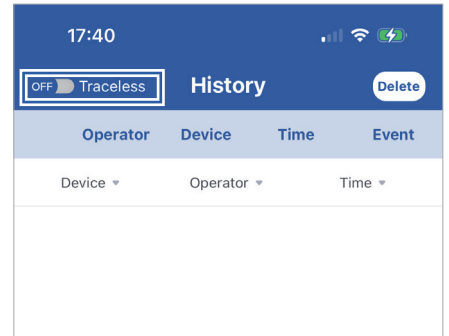 17:40
OFF Traceless History Delete
Operator Device Time Event
Device Operator Time